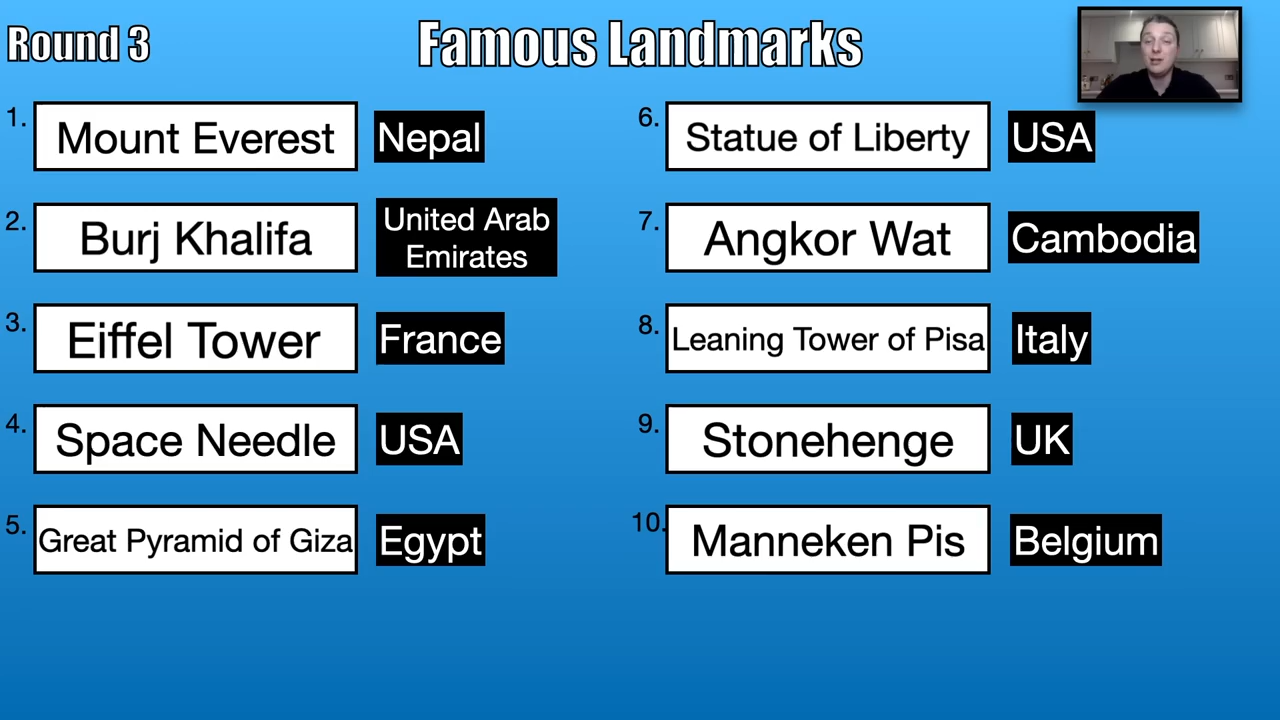 Round 3
Famous Landmarks
1.
Mount Everest
Nepal
2.
Burj Khalifa
United Arab
Emirates
3.
Eiffel Tower
France
4.
Space Needle
USA
5.
Great Pyramid of Giza
Egypt
6.
Statue of Liberty
USA
7.
Angkor Wat
Cambodia
8.
Leaning Tower of Pisa
Italy
9.
Stonehenge
UK
10.
Manneken Pis
Belgium